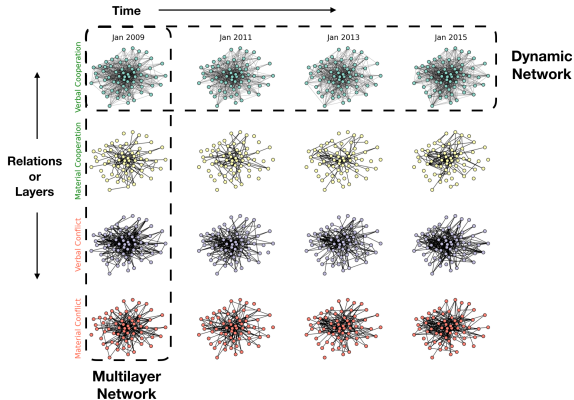 Time
Jan 2009
Jan 2011
Jan 2013
Jan 2015
Dynamic
Network
Verbal Cooperation
Material Cooperation
Relations
or
Layers
Verbal Conflict
Material Conflict
Multilayer
Network